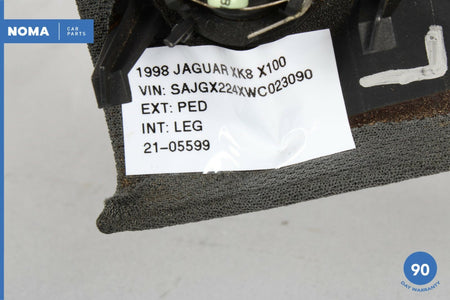 NOMA CAR PARTS
1998 JAGUAR XK8 X100
VIN: SAJGX224XWC023090
EXT: PED
INT: LEG
21-05599
L
90
DAY WARRANTY